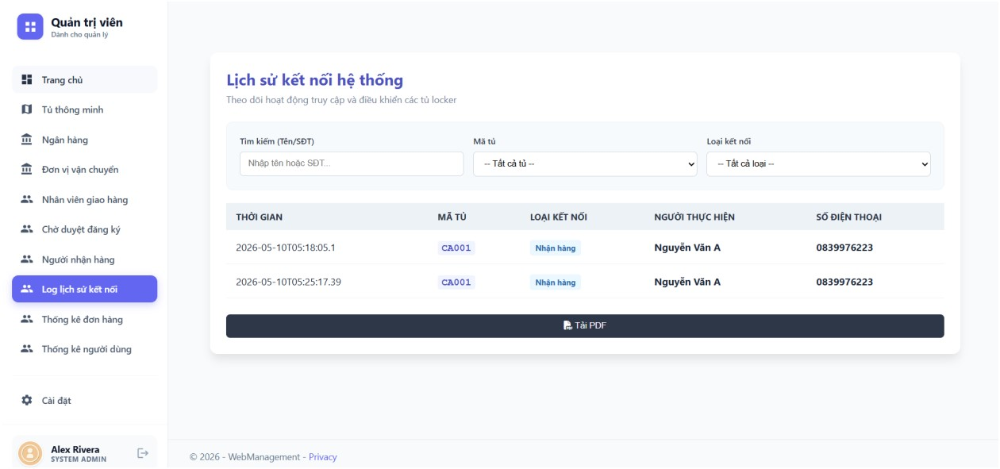 Quản trị viên
Dành cho quản lý
Trang chủ
Tủ thông minh
Ngân hàng
Đơn vị vận chuyển
Nhân viên giao hàng
Chờ duyệt đăng ký
Người nhận hàng
Log lịch sử kết nối
Thống kê đơn hàng
Thống kê người dùng
Cài đặt
Alex Rivera
SYSTEM ADMIN
Lịch sử kết nối hệ thống
Theo dõi hoạt động truy cập và điều khiển các tủ locker
Tìm kiếm (Tên/SĐT) Mã tủ Loại kết nối
Nhập tên hoặc SĐT... -- Tất cả tủ -- -- Tất cả loại --
THỜI GIAN MÃ TỦ LOẠI KẾT NỐI NGƯỜI THỰC HIỆN SỐ ĐIỆN THOẠI
2026-05-10T05:18:05.1 CA001 Nhận hàng Nguyễn Văn A 0839976223
2026-05-10T05:25:17.39 CA001 Nhận hàng Nguyễn Văn A 0839976223
Tải PDF
© 2026 - WebManagement - Privacy